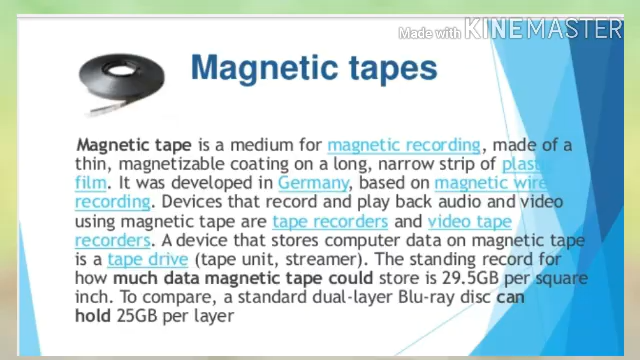 Made with KINEMASTER
Magnetic tapes
Magnetic tape is a medium for magnetic recording, made of a
thin, magnetizable coating on a long, narrow strip of plastic
film. It was developed in Germany, based on magnetic wire
recording. Devices that record and play back audio and video
using magnetic tape are tape recorders and video tape
recorders. A device that stores computer data on magnetic tape
is a tape drive (tape unit, streamer). The standing record for
how much data magnetic tape could store is 29.5GB per square
inch. To compare, a standard dual-layer Blu-ray disc can
hold 25GB per layer